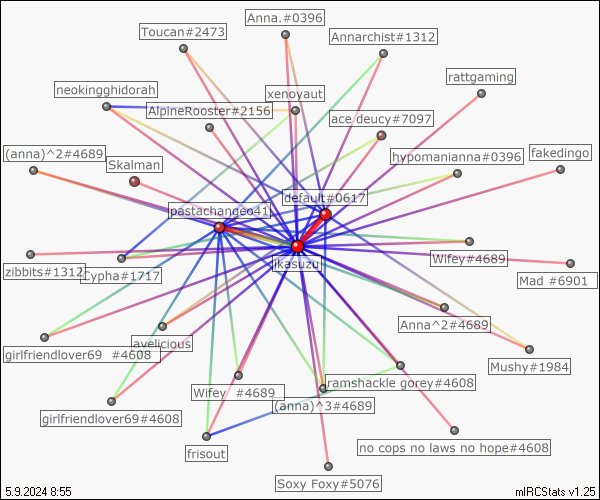 Anna.#0396
Toucan#2473
Annarchist#1312
rattgaming
neokingghidorah
xenoyaut
AlpineRooster#2156
ace deucy#7097
(anna)^2#4689
hypomanianna#0396
fakedingo
Skalman
default#0617
pastachangeo41
ikasuzu
Wifey#4689
zibbits#1312
Cypha#1717
Mad #6901
Anna^2#4689
avelicious
girlfriendlover69 #4608
Mushy#1984
ramshackle gorey#4608
Wifey #4689
(anna)^3#4689
girlfriendlover69#4608
no cops no laws no hope#4608
frisout
Soxy Foxy#5076
5.9.2024 8:55
mIRCStats v1.25